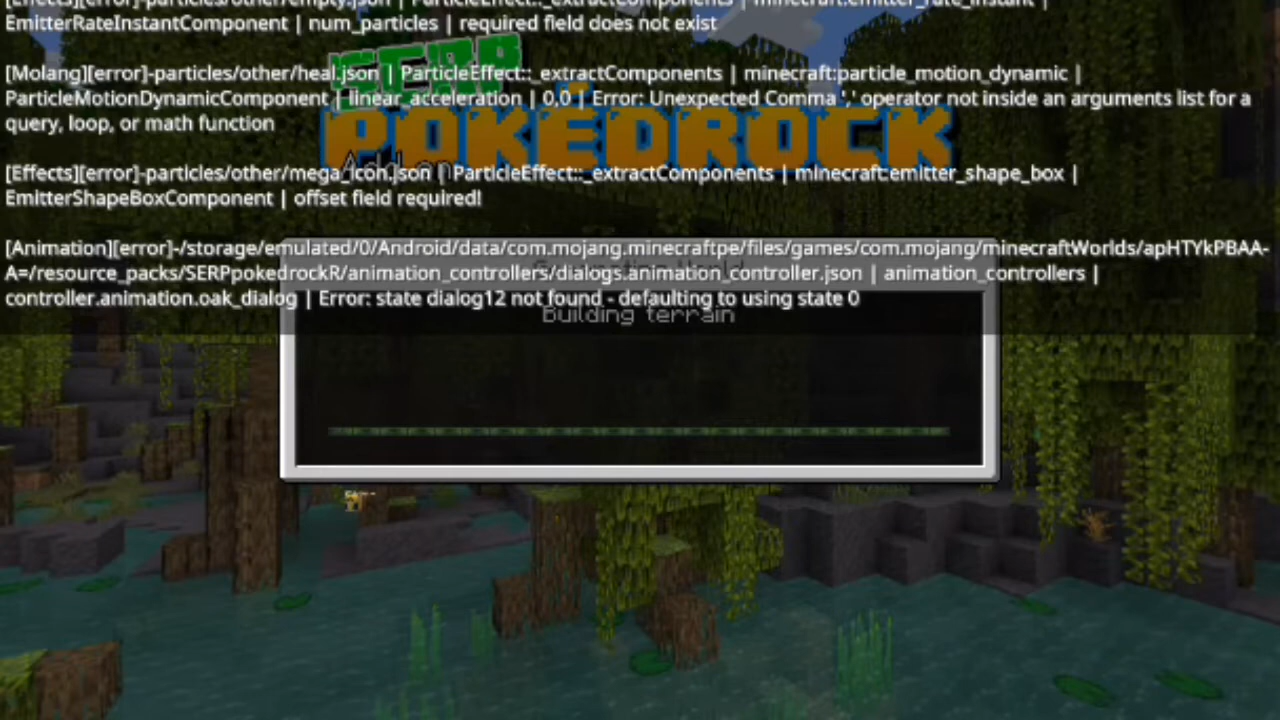 EmitterRateInstantComponent | num_particles | required field does not exist
[Molang][error]-particles/other/heal.json | ParticleEffect::_extractComponents | minecraft:particle_motion_dynamic |
ParticleMotionDynamicComponent | linear_acceleration | 0,0 | Error: Unexpected Comma ',' operator not inside an arguments list for a
query, loop, or math function
SERP
POKEDROCK
Add-on
[Effects][error]-particles/other/mega_icon.json | ParticleEffect::_extractComponents | minecraft:emitter_shape_box |
EmitterShapeBoxComponent | offset field required!
[Animation][error]-/storage/emulated/0/Android/data/com.mojang.minecraftpe/files/games/com.mojang/minecraftWorlds/apHTYkPBAA-
A=/resource_packs/SERPpokedrockR/animation_controllers/dialogs.animation_controller.json | animation_controllers |
controller.animation.oak_dialog | Error: state dialog12 not found - defaulting to using state 0
Building terrain